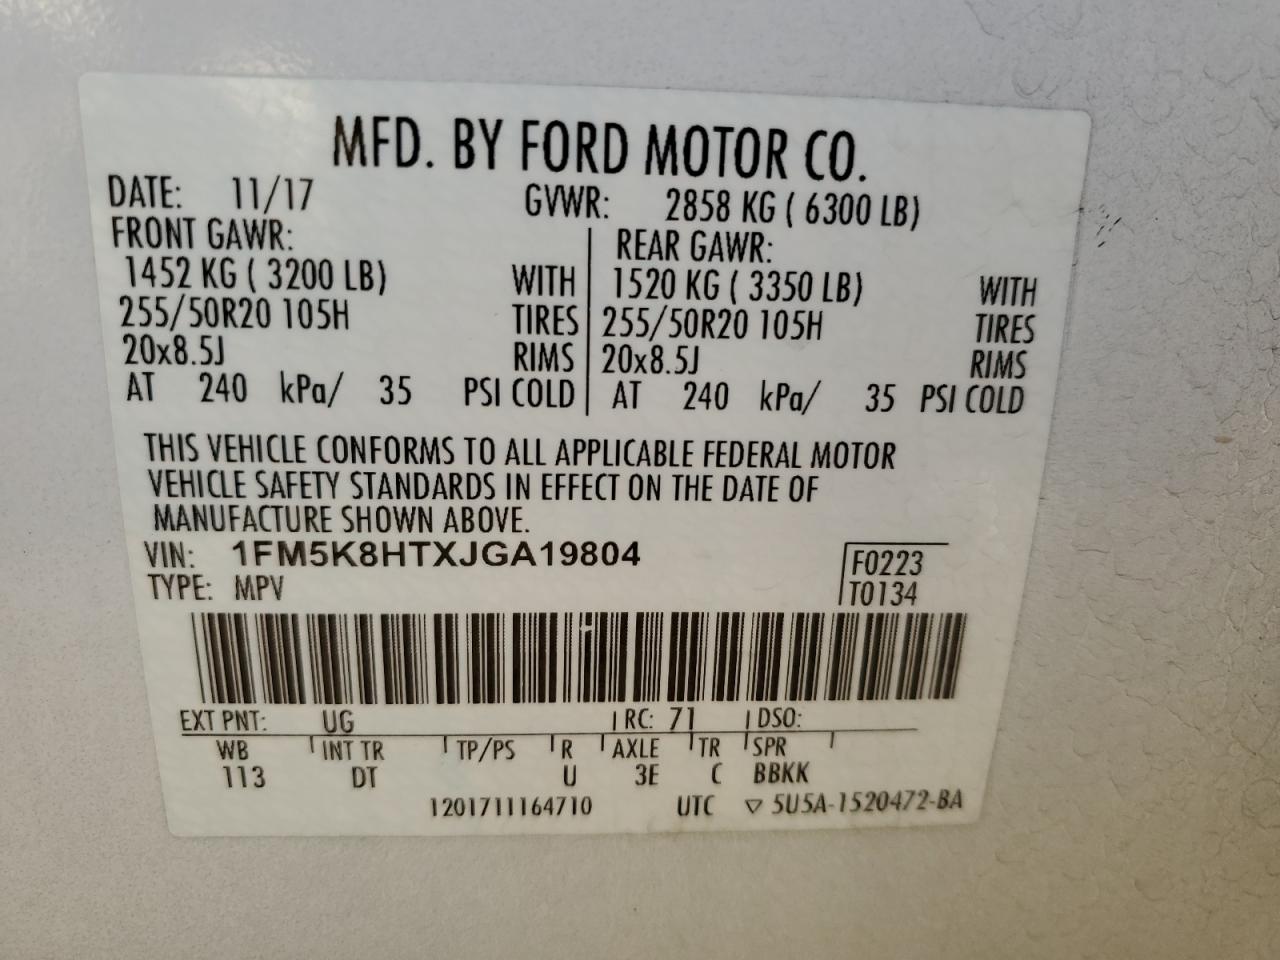 MFD. BY FORD MOTOR CO.
DATE: 11/17 GVWR: 2858 KG ( 6300 LB)
FRONT GAWR: REAR GAWR:
1452 KG ( 3200 LB) WITH 1520 KG ( 3350 LB) WITH
255/50R20 105H TIRES 255/50R20 105H TIRES
20x8.5J RIMS 20x8.5J RIMS
AT 240 kPa/ 35 PSI COLD AT 240 kPa/ 35 PSI COLD
THIS VEHICLE CONFORMS TO ALL APPLICABLE FEDERAL MOTOR
VEHICLE SAFETY STANDARDS IN EFFECT ON THE DATE OF
MANUFACTURE SHOWN ABOVE.
VIN: 1FM5K8HTXJGA19804 F0223
TYPE: MPV T0134
EXT PNT: UG RC: 71 DSO:
WB INT TR TP/PS R AXLE TR SPR
113 DT U 3E C BBKK
1201711164710 UTC ▽ 5U5A-1520472-BA